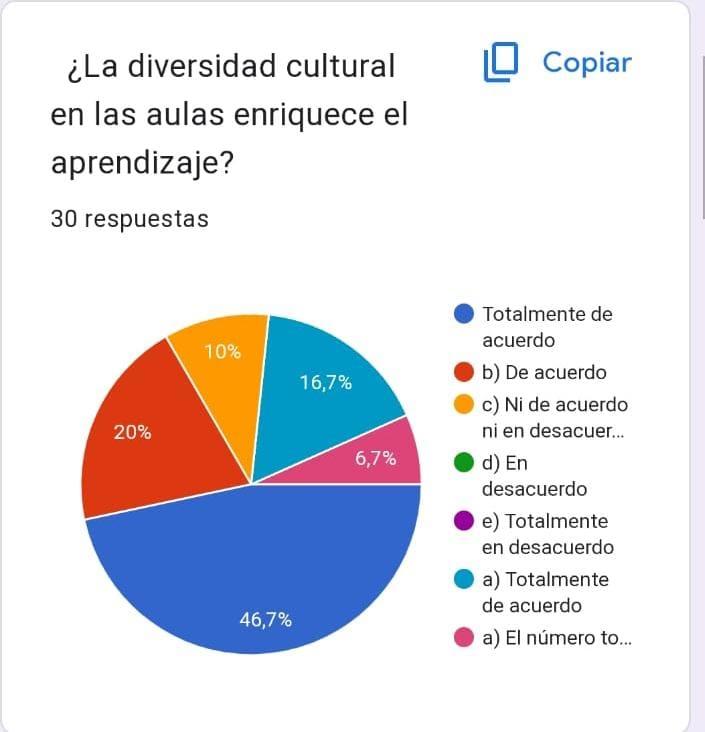 ¿La diversidad cultural
en las aulas enriquece el
aprendizaje?
Copiar
30 respuestas
10%
16,7%
20%
6,7%
46,7%
Totalmente de
acuerdo
b) De acuerdo
c) Ni de acuerdo
ni en desacuer...
d) En
desacuerdo
e) Totalmente
en desacuerdo
a) Totalmente
de acuerdo
a) El número to...